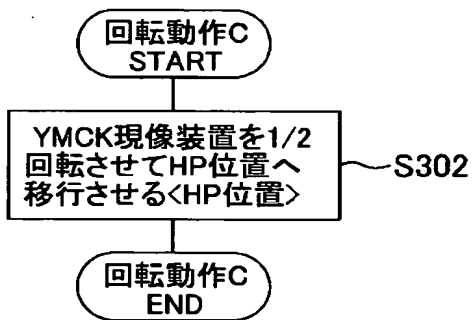 回転動作C
START
YMCK現像装置を1/2
回転させてHP位置へ
移行させる<HP位置>
S302
回転動作C
END